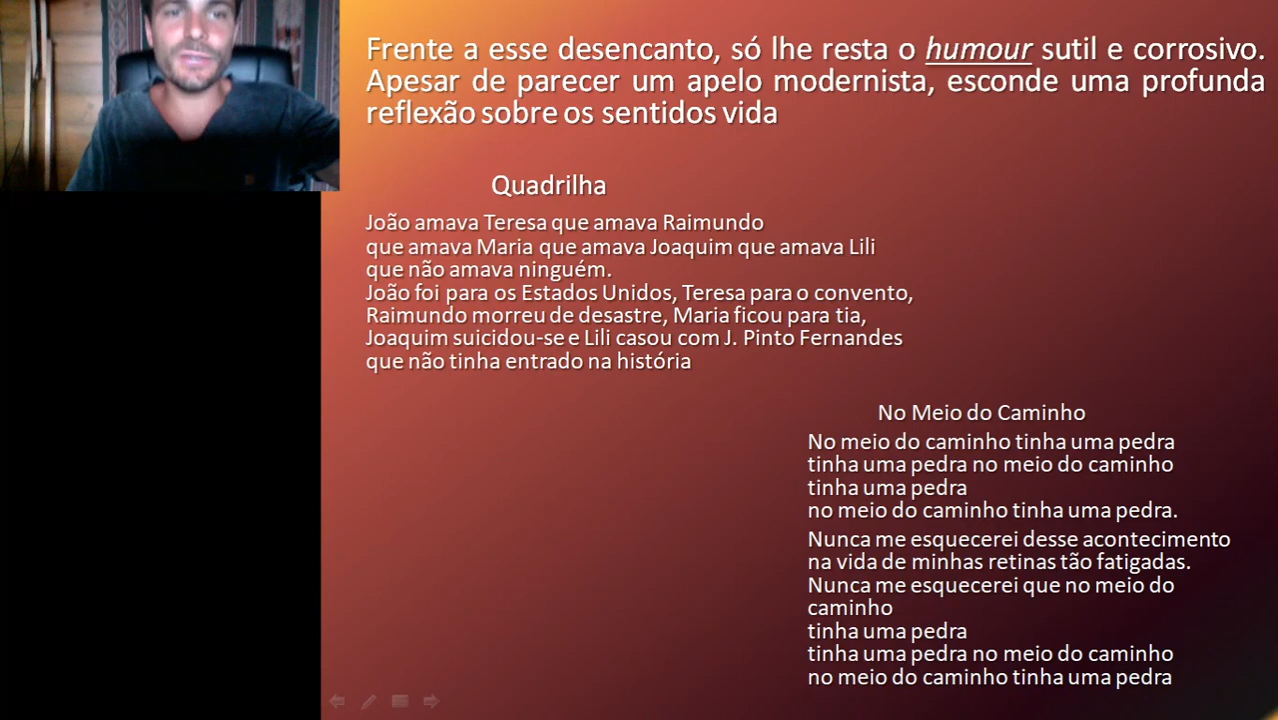 Frente a esse desencanto, só lhe resta o humour sutil e corrosivo.
Apesar de parecer um apelo modernista, esconde uma profunda
reflexão sobre os sentidos vida
Quadrilha
João amava Teresa que amava Raimundo
que amava Maria que amava Joaquim que amava Lili
que não amava ninguém.
João foi para os Estados Unidos, Teresa para o convento,
Raimundo morreu de desastre, Maria ficou para tia,
Joaquim suicidou-se e Lili casou com J. Pinto Fernandes
que não tinha entrado na história
No Meio do Caminho
No meio do caminho tinha uma pedra
tinha uma pedra no meio do caminho
tinha uma pedra
no meio do caminho tinha uma pedra.
Nunca me esquecerei desse acontecimento
na vida de minhas retinas tão fatigadas.
Nunca me esquecerei que no meio do
caminho
tinha uma pedra
tinha uma pedra no meio do caminho
no meio do caminho tinha uma pedra